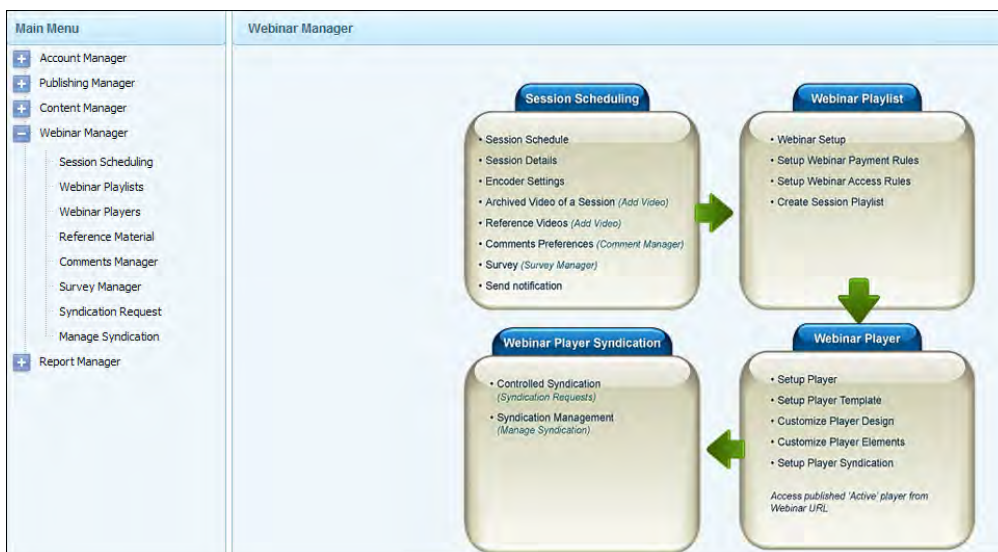 Main Menu
Account Manager
Publishing Manager
Content Manager
Webinar Manager
Session Scheduling
Webinar Playlists
Webinar Players
Reference Material
Comments Manager
Survey Manager
Syndication Request
Manage Syndication
Report Manager
Webinar Manager
Session Scheduling
• Session Schedule
• Session Details
• Encoder Settings
• Archived Video of a Session (Add Video)
• Reference Videos (Add Video)
• Comments Preferences (Comment Manager)
• Survey (Survey Manager)
• Send notification
Webinar Playlist
• Webinar Setup
• Setup Webinar Payment Rules
• Setup Webinar Access Rules
• Create Session Playlist
Webinar Player
• Setup Player
• Setup Player Template
• Customize Player Design
• Customize Player Elements
• Setup Player Syndication
Access published 'Active' player from
Webinar URL
Webinar Player Syndication
• Controlled Syndication
(Syndication Requests)
• Syndication Management
(Manage Syndication)